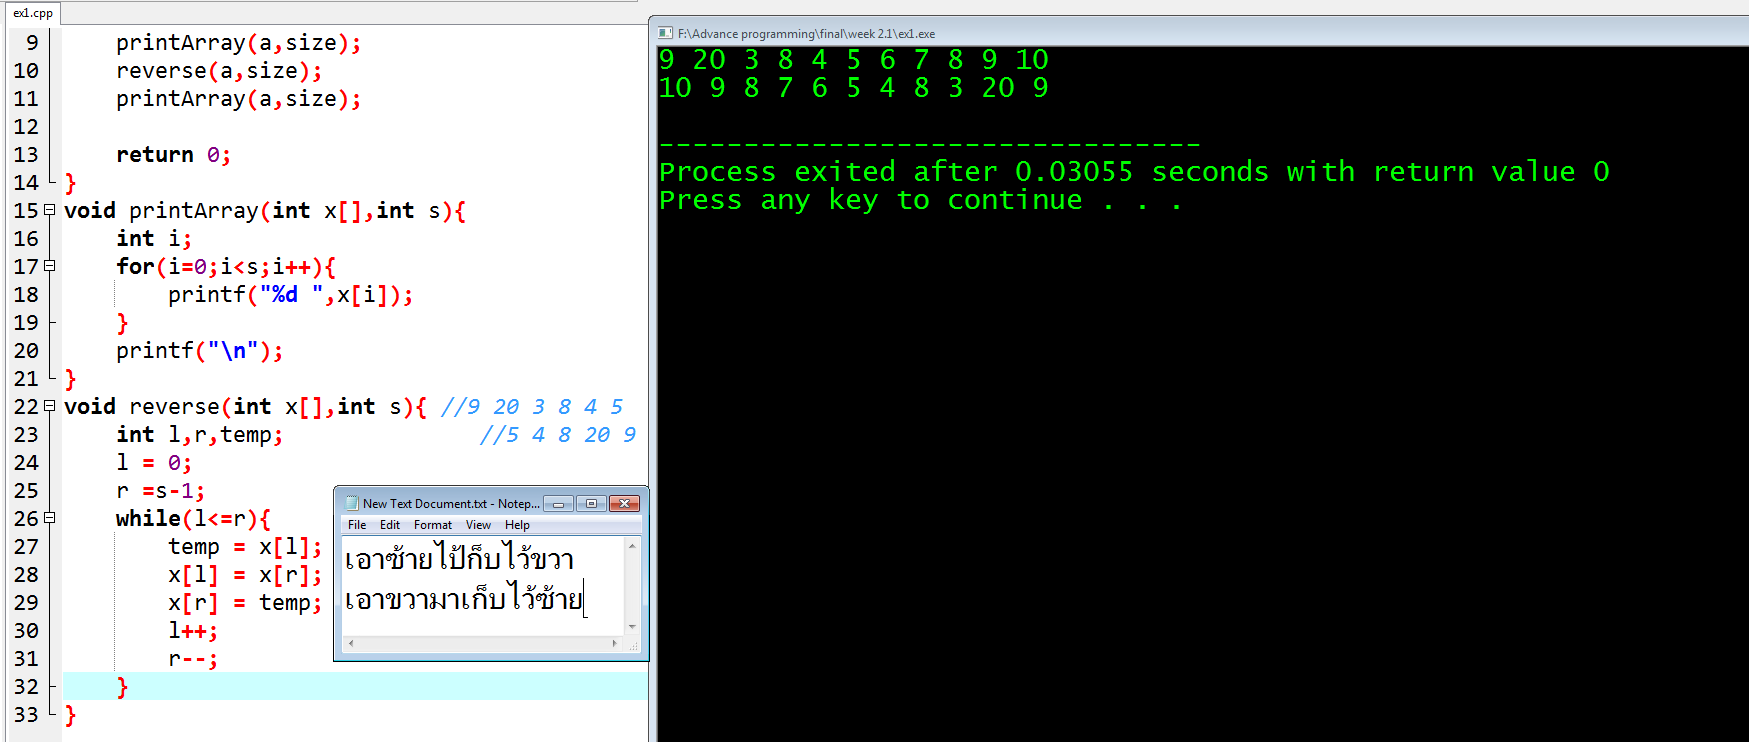 ex1.cpp
9 printArray(a,size);
10 reverse(a,size);
11 printArray(a,size);
12
13 return 0;
14 }
15 void printArray(int x[],int s){
16 int i;
17 for(i=0;i<s;i++){
18 printf("%d ",x[i]);
19 }
20 printf("\n");
21 }
22 void reverse(int x[],int s){ //9 20 3 8 4 5
23 int l,r,temp; //5 4 8 20 9
24 l = 0;
25 r =s-1;
26 while(l<=r){
27 temp = x[l];
28 x[l] = x[r];
29 x[r] = temp;
30 l++;
31 r--;
32 }
33 }
New Text Document.txt - Notep...
File Edit Format View Help
เอาซ้ายไป้ก็บไว้ขวา
เอาขวามาเก็บไว้ซ้าย
F:\Advance programming\final\week 2.1\ex1.exe
9 20 3 8 4 5 6 7 8 9 10
10 9 8 7 6 5 4 8 3 20 9
--------------------------------
Process exited after 0.03055 seconds with return value 0
Press any key to continue . . .